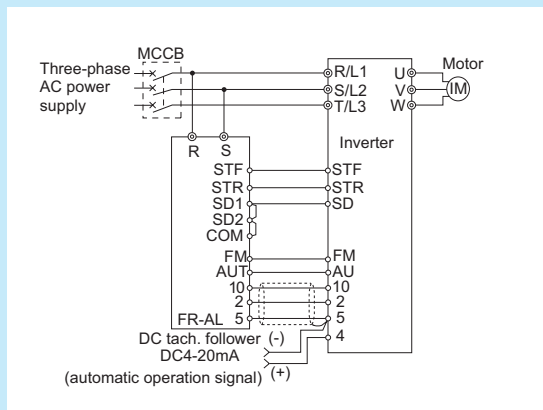 MCCB
Three-phase
AC power
supply
R/L1
S/L2
T/L3
U
V
W
Motor
IM
Inverter
R
S
STF
STR
SD1
SD2
COM
FM
AUT
10
2
5
FR-AL
STF
STR
SD
FM
AU
10
2
5
4
DC tach. follower (-)
DC4-20mA
(automatic operation signal) (+)